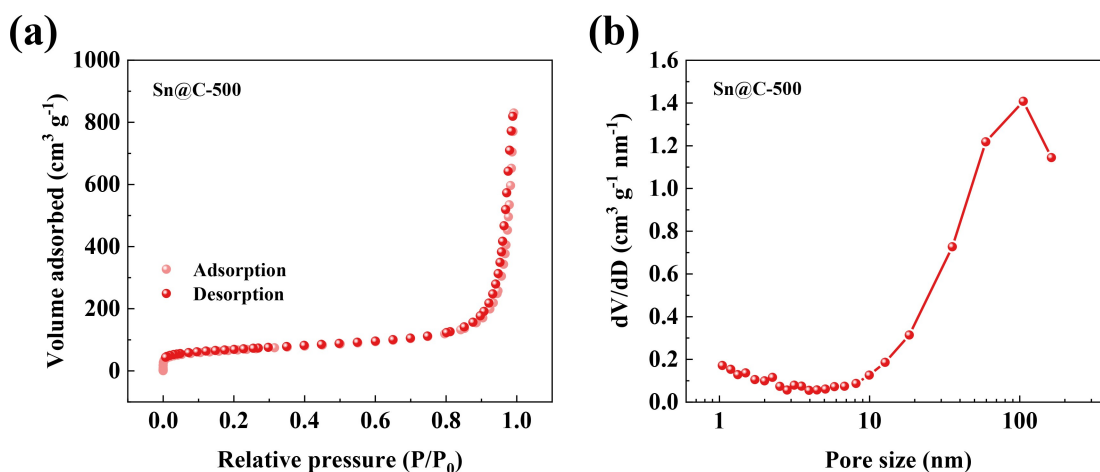 (a)
Sn@C-500
Volume adsorbed (cm³ g⁻¹)
1000
800
600
400
200
0
Adsorption
Desorption
0.0 0.2 0.4 0.6 0.8 1.0
Relative pressure (P/P₀)
(b)
Sn@C-500
dV/dD (cm³ g⁻¹ nm⁻¹)
1.6
1.4
1.2
1.0
0.8
0.6
0.4
0.2
0.0
1 10 100
Pore size (nm)